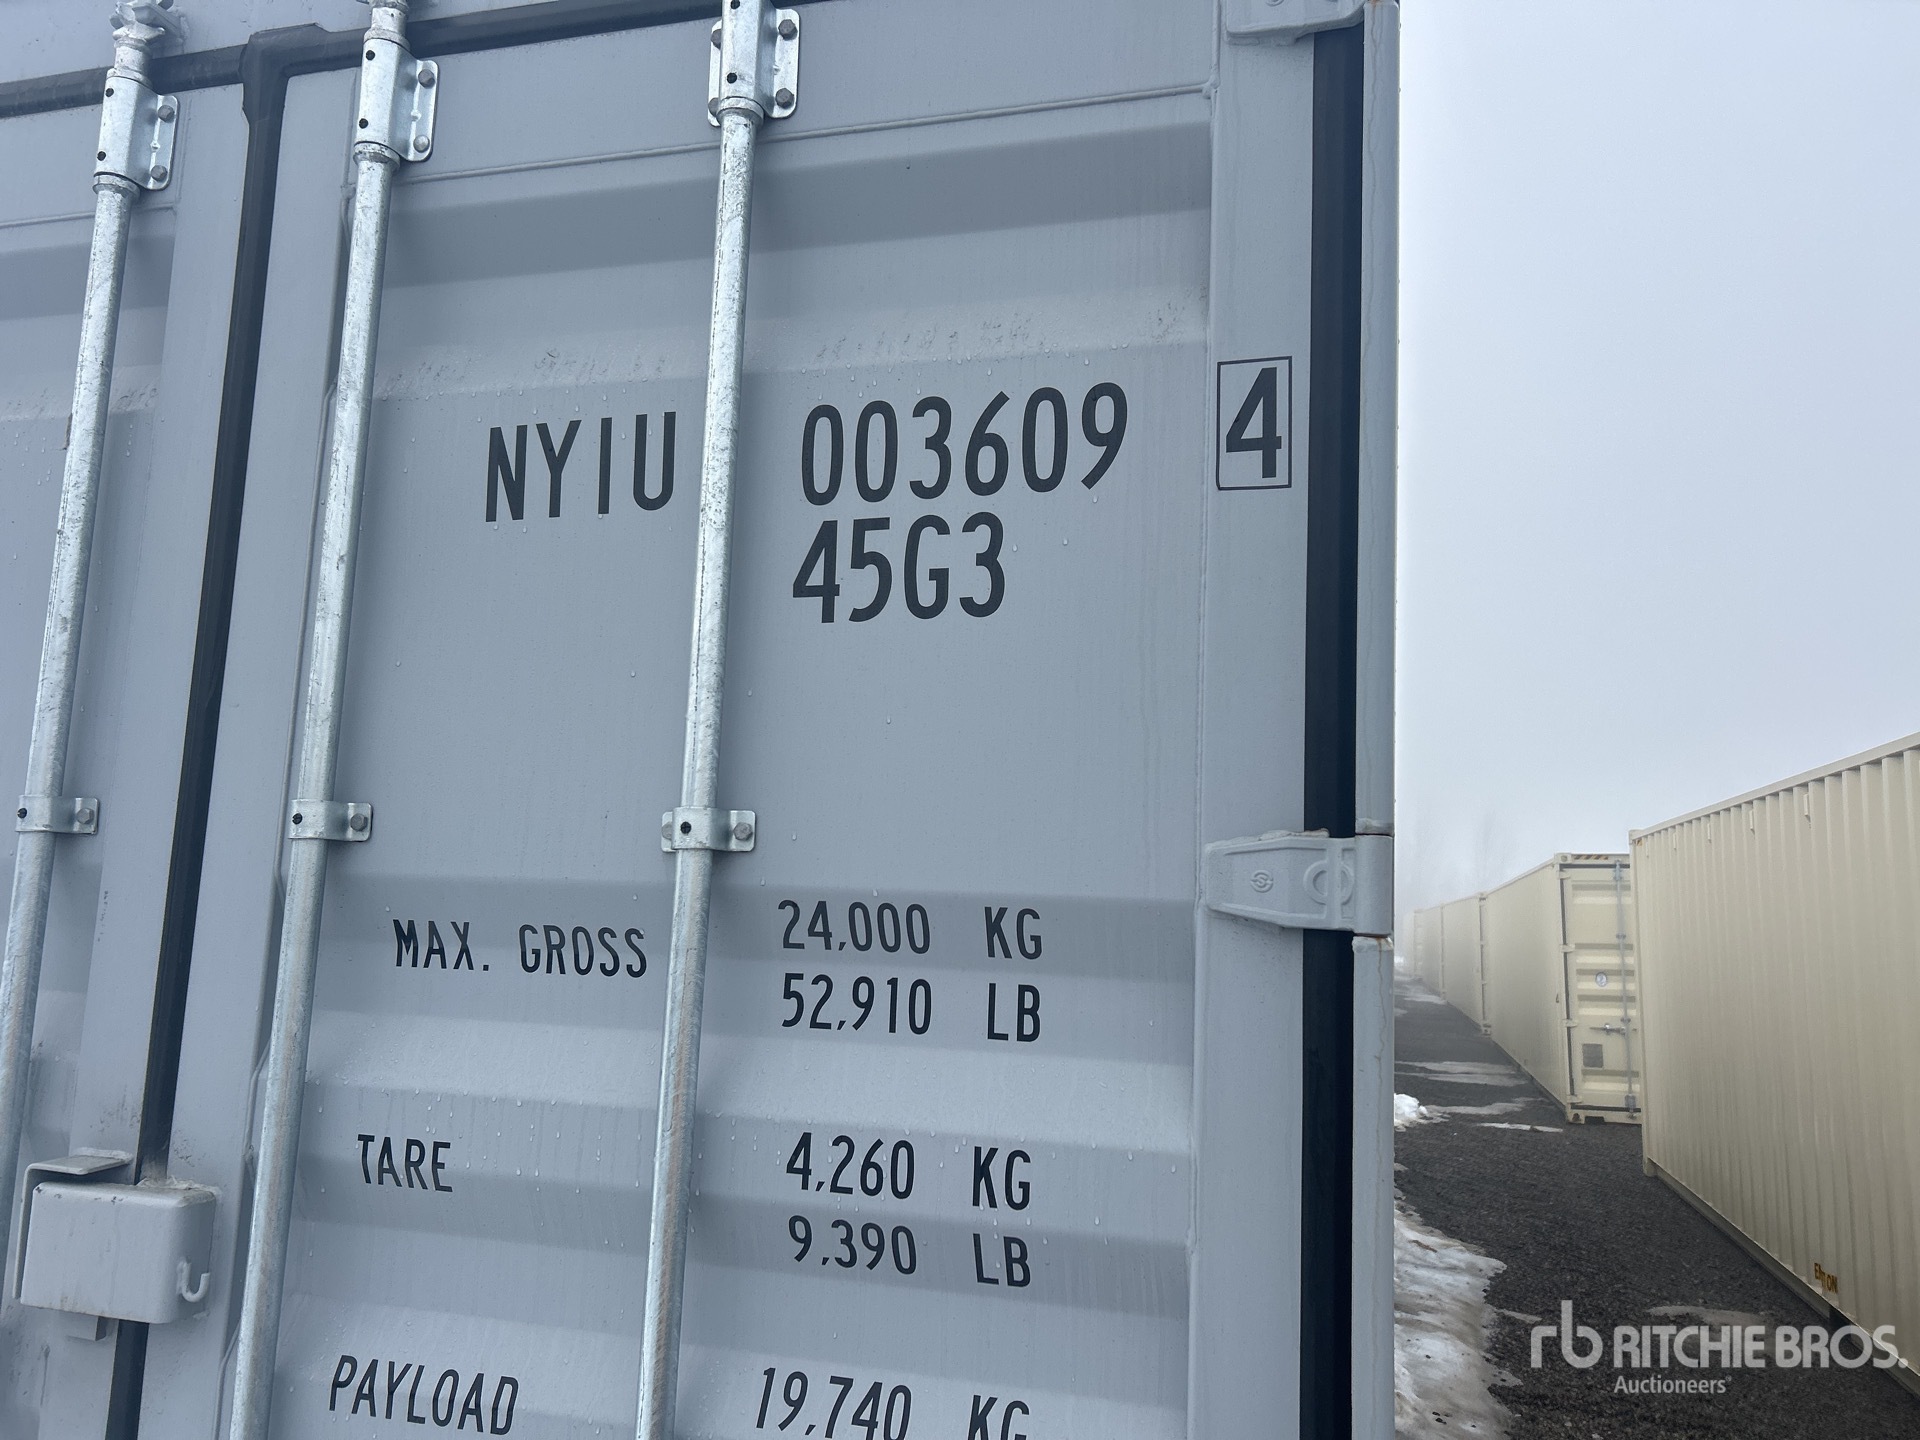 NYIU 003609 4
45G3
MAX. GROSS 24,000 KG
52,910 LB
TARE 4,260 KG
9,390 LB
PAYLOAD 19,740 KG
rb RITCHIE BROS.
Auctioneers